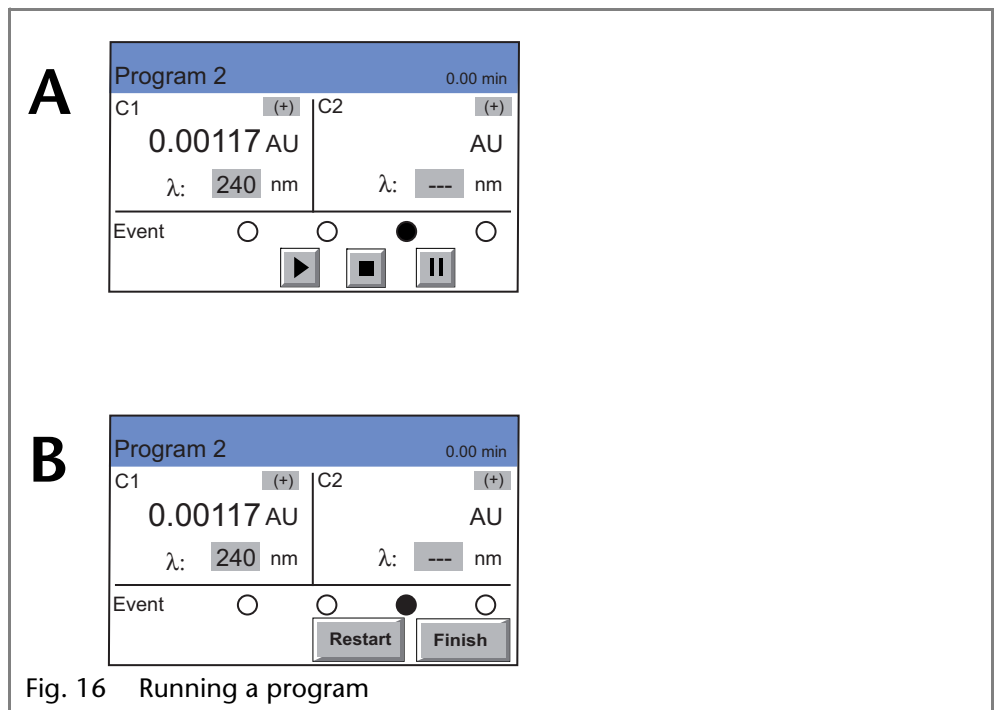 A
Program 2 0.00 min
C1 (+) C2 (+)
0.00117 AU AU
λ: 240 nm λ: --- nm
Event
B
Program 2 0.00 min
C1 (+) C2 (+)
0.00117 AU AU
λ: 240 nm λ: --- nm
Event
Restart Finish
Fig. 16 Running a program